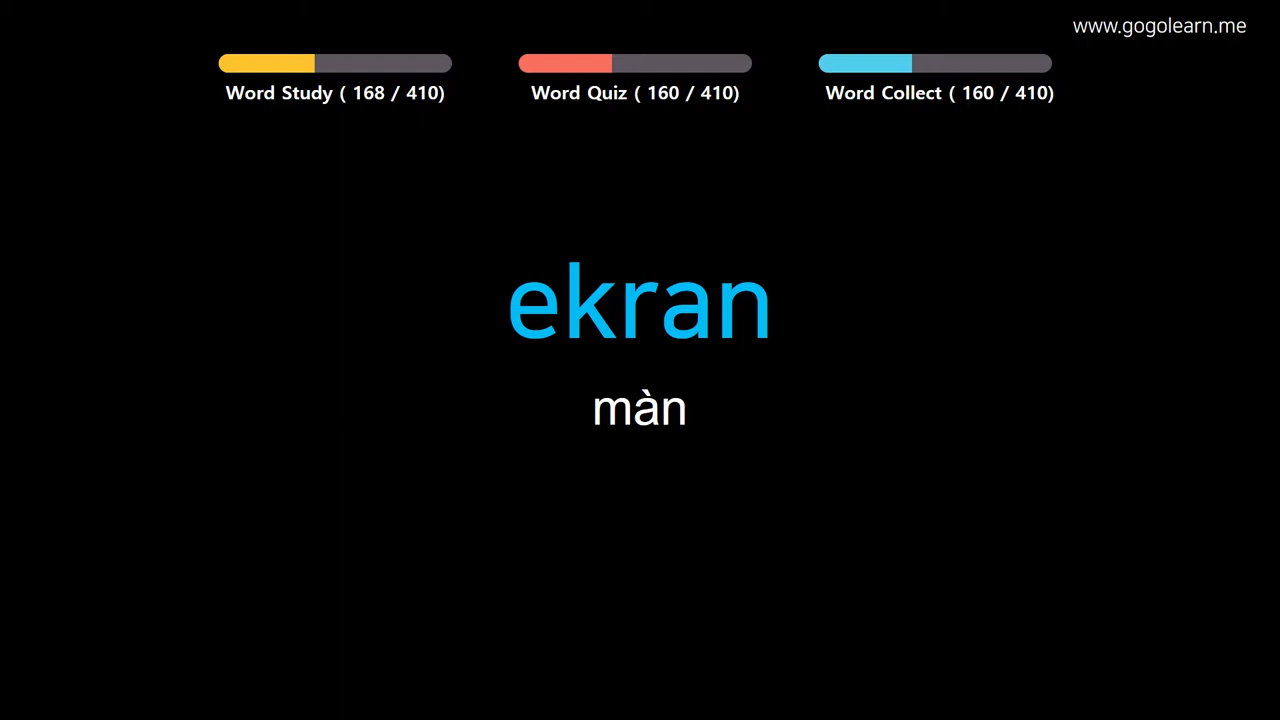 www.gogolearn.me
Word Study ( 168 / 410)
Word Quiz ( 160 / 410)
Word Collect ( 160 / 410)
ekran
màn